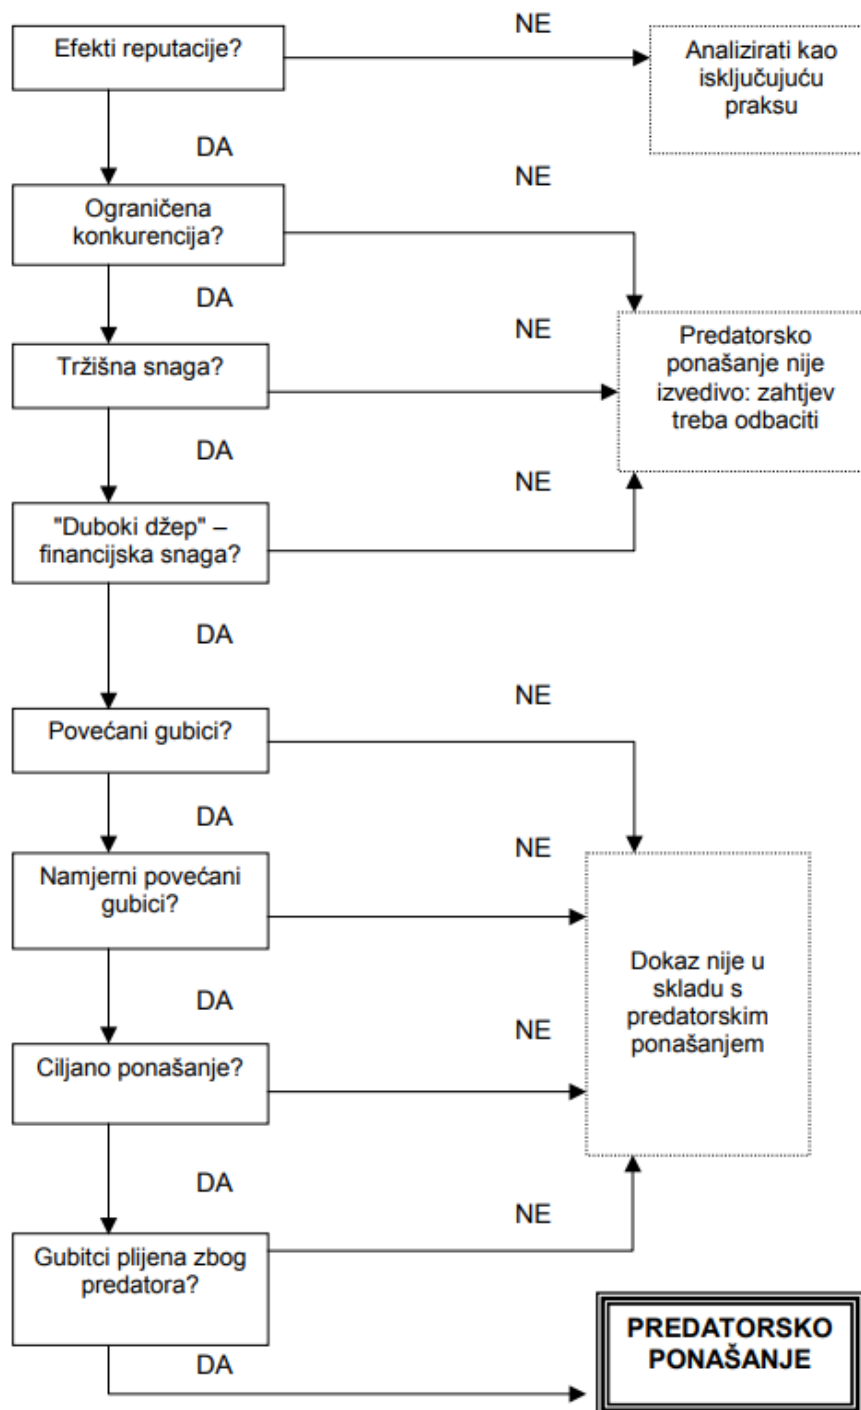 Efekti reputacije?
NE
Analizirati kao
isključujuću
praksu
DA
NE
Ograničena
konkurencija?
DA
NE
Tržišna snaga?
Predatorsko
ponašanje nije
izvedivo: zahtjev
treba odbaciti
DA
NE
"Duboki džep" –
financijska snaga?
DA
NE
Povećani gubici?
DA
NE
Namjerni povećani
gubici?
Dokaz nije u
skladu s
predatorskim
ponašanjem
DA
NE
Ciljano ponašanje?
DA
NE
Gubitci plijena zbog
predatora?
DA
PREDATORSKO
PONAŠANJE